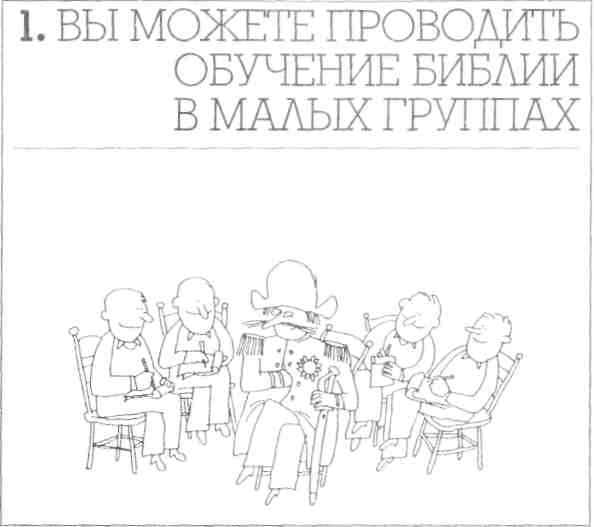 1. ВЫ МОЖЕТЕ ПРОВОДИТЬ
ОБУЧЕНИЕ БИБЛИИ
В МАЛЫХ ГРУППАХ